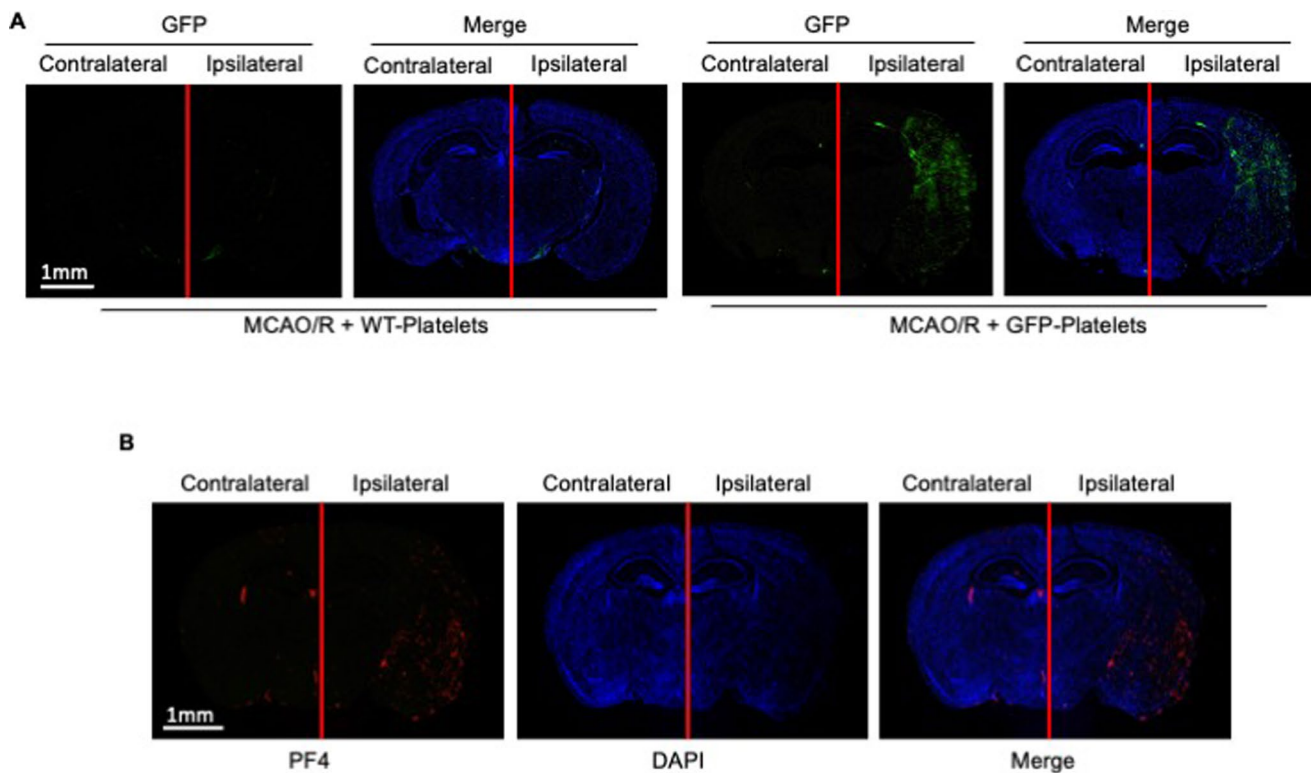 A
GFP Merge GFP Merge
Contralateral Ipsilateral Contralateral Ipsilateral Contralateral Ipsilateral Contralateral Ipsilateral
1mm
MCAO/R + WT-Platelets MCAO/R + GFP-Platelets
B
Contralateral Ipsilateral Contralateral Ipsilateral Contralateral Ipsilateral
1mm
PF4 DAPI Merge